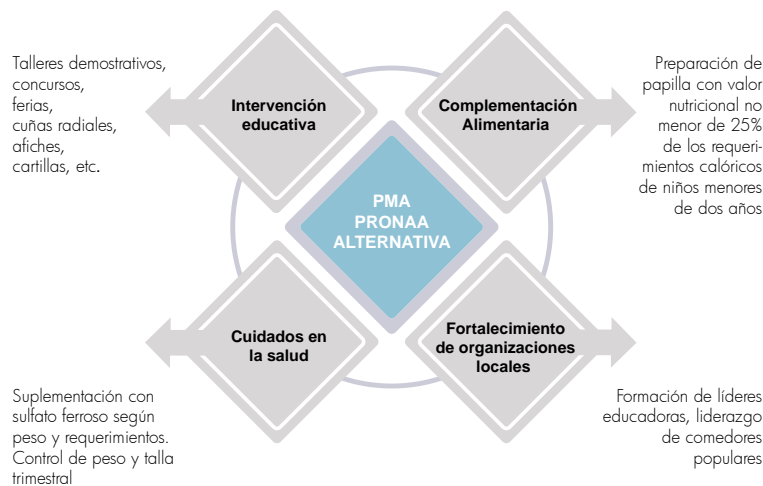 Talleres demostrativos,
concursos,
ferias,
cuñas radiales,
afiches,
cartillas, etc.
Intervención
educativa
Complementación
Alimentaria
Preparación de
papilla con valor
nutricional no
menor de 25%
de los requeri-
mientos calóricos
de niños menores
de dos años
PMA
PRONAA
ALTERNATIVA
Cuidados en
la salud
Fortalecimiento
de organizaciones
locales
Suplementación con
sulfato ferroso según
peso y requerimientos.
Control de peso y talla
trimestral
Formación de líderes
educadoras, liderazgo
de comedores
populares